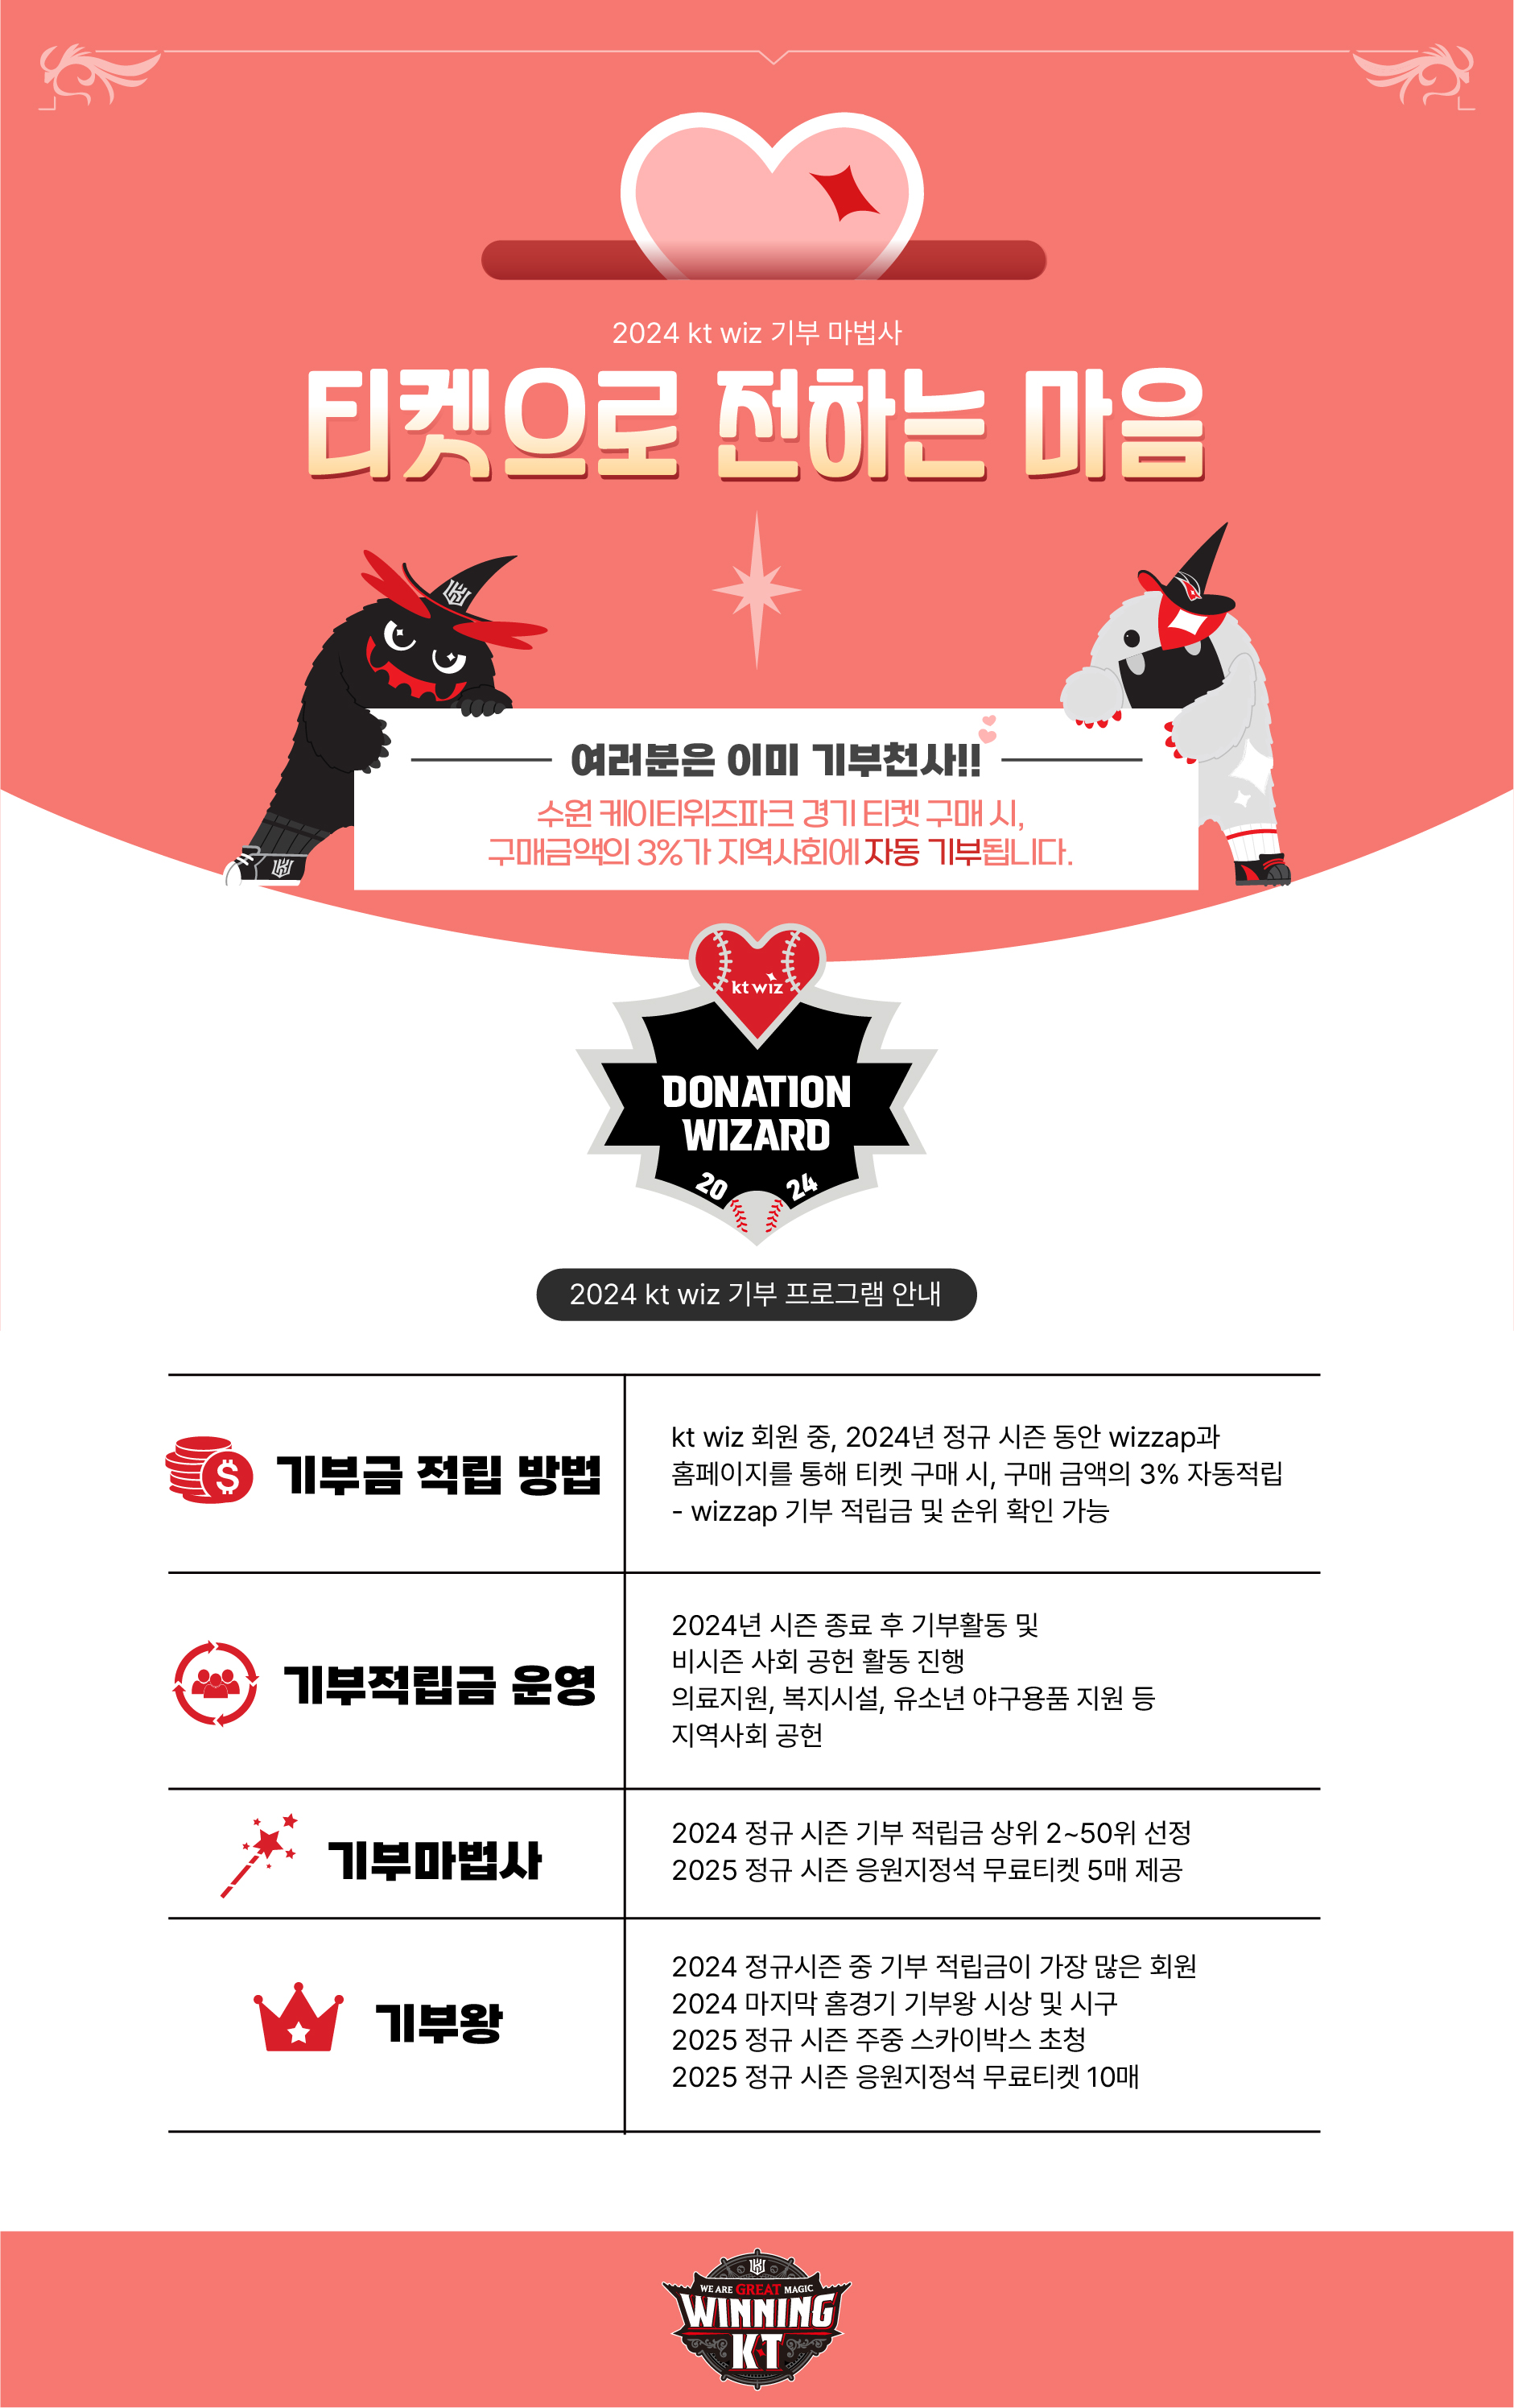 2024 kt wiz 기부 마법사
티켓으로 전하는 마음
여러분은 이미 기부천사!!
수원 케이티위즈파크 경기 티켓 구매 시,
구매금액의 3%가 지역사회에 자동 기부됩니다.
kt wiz
DONATION
WIZARD
20 24
2024 kt wiz 기부 프로그램 안내
기부금 적립 방법
kt wiz 회원 중, 2024년 정규 시즌 동안 wizzap과
홈페이지를 통해 티켓 구매 시, 구매 금액의 3% 자동적립
- wizzap 기부 적립금 및 순위 확인 가능
기부적립금 운영
2024년 시즌 종료 후 기부활동 및
비시즌 사회 공헌 활동 진행
의료지원, 복지시설, 유소년 야구용품 지원 등
지역사회 공헌
기부마법사
2024 정규 시즌 기부 적립금 상위 2~50위 선정
2025 정규 시즌 응원지정석 무료티켓 5매 제공
기부왕
2024 정규시즌 중 기부 적립금이 가장 많은 회원
2024 마지막 홈경기 기부왕 시상 및 시구
2025 정규 시즌 주중 스카이박스 초청
2025 정규 시즌 응원지정석 무료티켓 10매
WE ARE GREAT MAGIC
WINNING
KT